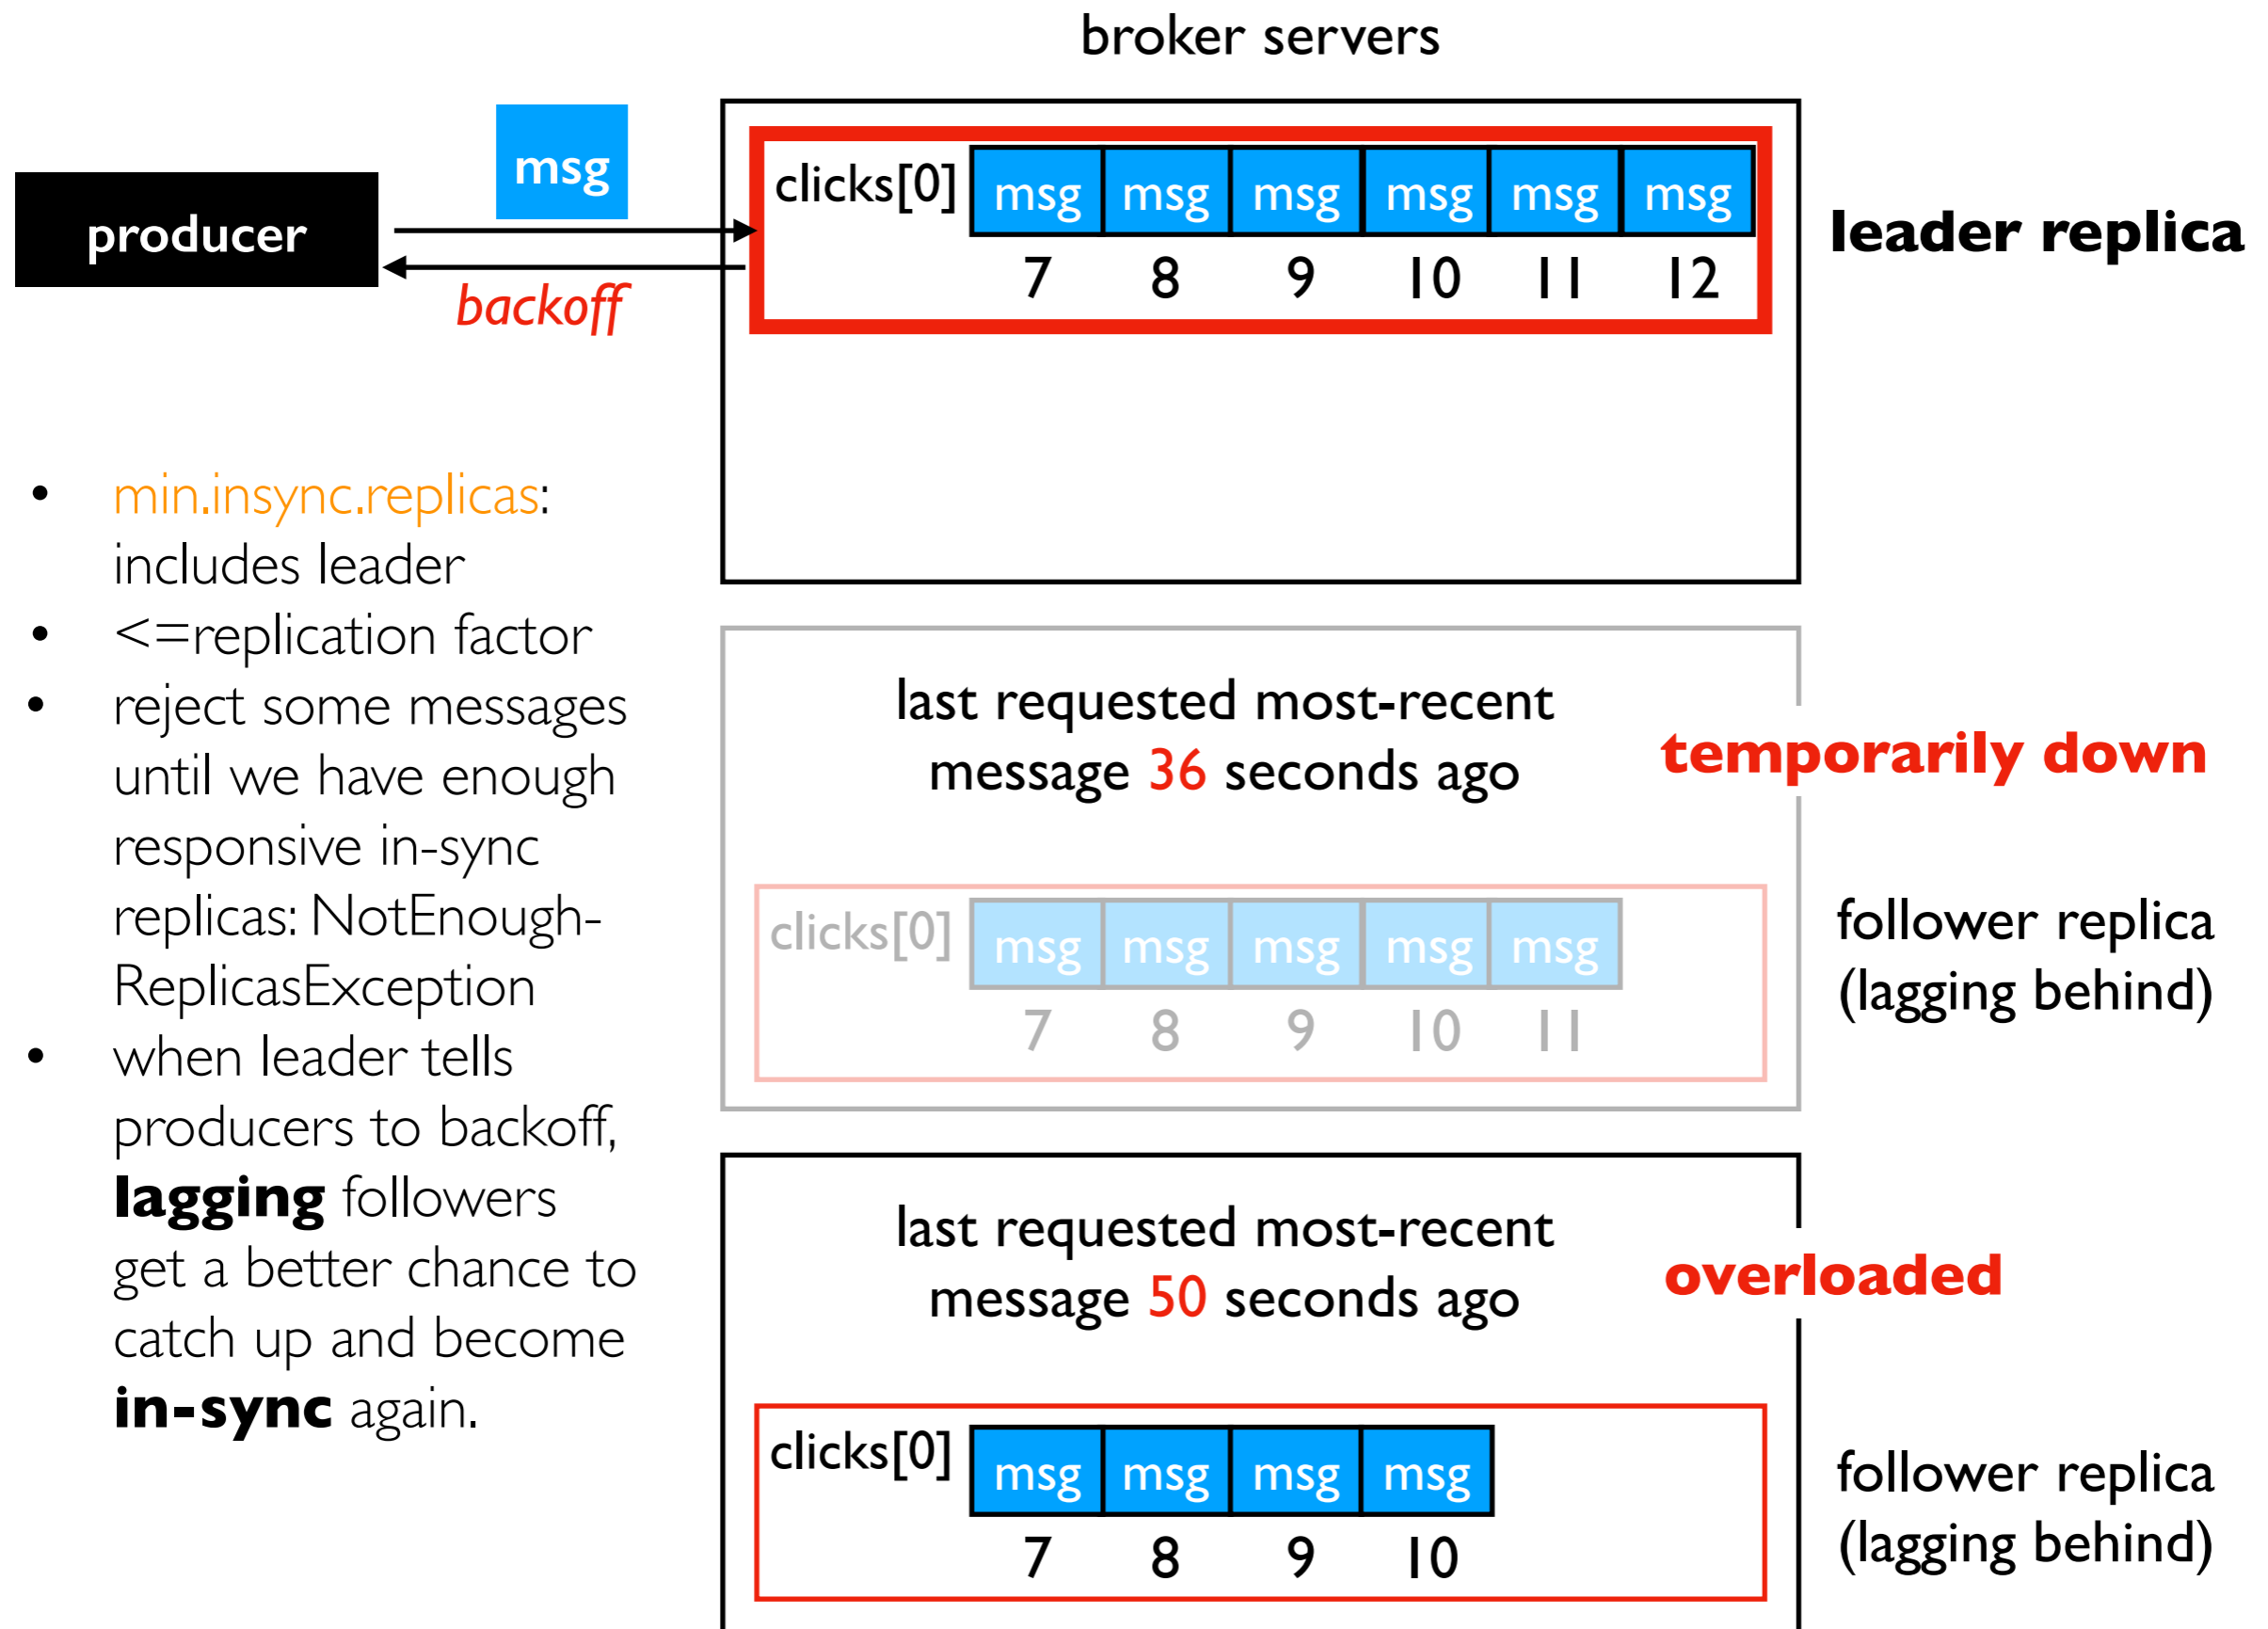 broker servers
msg
producer
backoff
clicks[0] msg msg msg msg msg msg
7 8 9 10 11 12
leader replica
• min.insync.replicas:
includes leader
• <=replication factor
• reject some messages
until we have enough
responsive in-sync
replicas: NotEnough-
ReplicasException
• when leader tells
producers to backoff,
lagging followers
get a better chance to
catch up and become
in-sync again.
last requested most-recent
message 36 seconds ago
temporarily down
clicks[0] msg msg msg msg msg
7 8 9 10 11
follower replica
(lagging behind)
last requested most-recent
message 50 seconds ago
overloaded
clicks[0] msg msg msg msg
7 8 9 10
follower replica
(lagging behind)